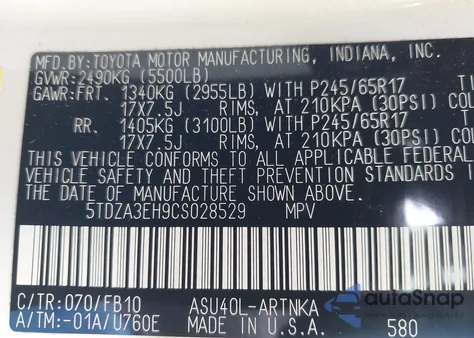 MFD. BY: TOYOTA MOTOR MANUFACTURING, INDIANA, INC.
GVWR: 2490KG (5500LB)
GAWR: FRT. 1340KG (2955LB) WITH P245/65R17 TI
17X7.5J RIMS, AT 210KPA (30PSI) COL
RR. 1405KG (3100LB) WITH P245/65R17 TI
17X7.5J RIMS, AT 210KPA (30PSI)
THIS VEHICLE CONFORMS TO ALL APPLICABLE FEDERAL
VEHICLE SAFETY AND THEFT PREVENTION STANDARDS IN
THE DATE OF MANUFACTURE SHOWN ABOVE.
5TDZA3EH9CS028529 MPV
C/TR: 070/FB10 ASU40L-ARTNKA
A/TM: -01A/U760E MADE IN U.S.A. 580
autoSnap